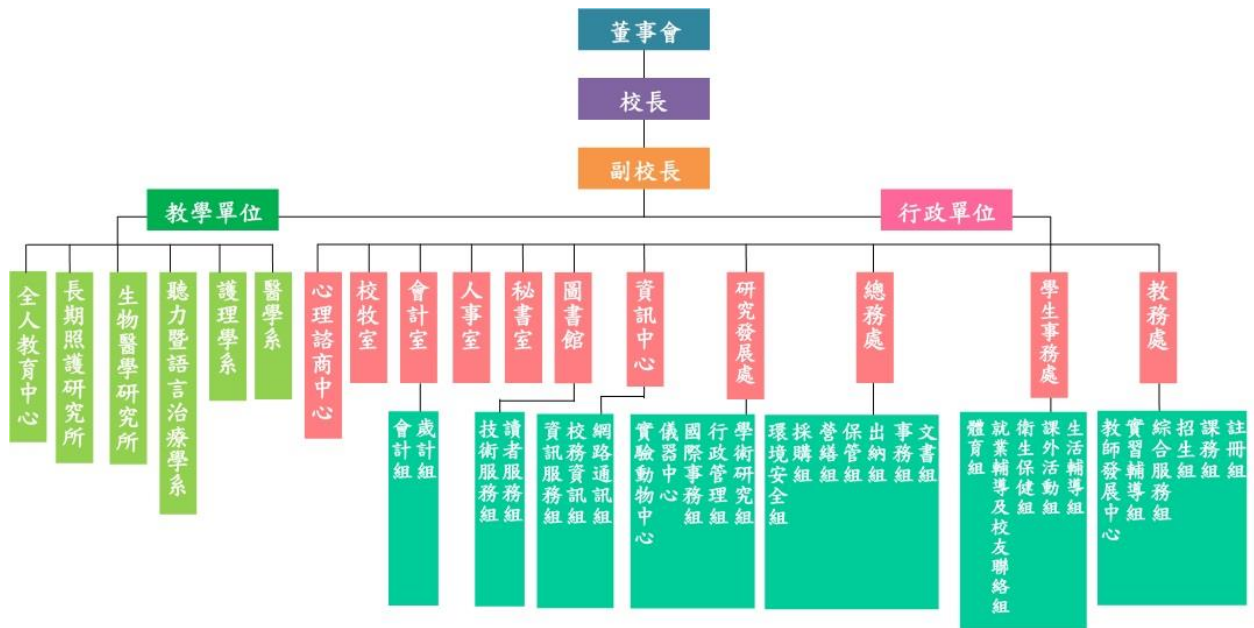 董事會
校長
副校長
教學單位
行政單位
全人教育中心
長期照護研究所
生物醫學研究所
聽力暨語言治療學系
護理學系
醫學系
心理諮商中心
校牧室
會計室
人事室
秘書室
圖書館
資訊中心
研究發展處
總務處
學生事務處
教務處
歲計組
會計組
讀者服務組
技術服務組
網路通訊組
校務資訊組
資訊服務組
學術研究組
行政管理組
國際事務組
儀器中心
實驗動物中心
文書組
事務組
出納組
保管組
營繕組
採購組
環境安全組
生活輔導組
課外活動組
衛生保健組
就業輔導及校友聯絡組
體育組
註冊組
課務組
招生組
綜合服務組
實習輔導組
教師發展中心